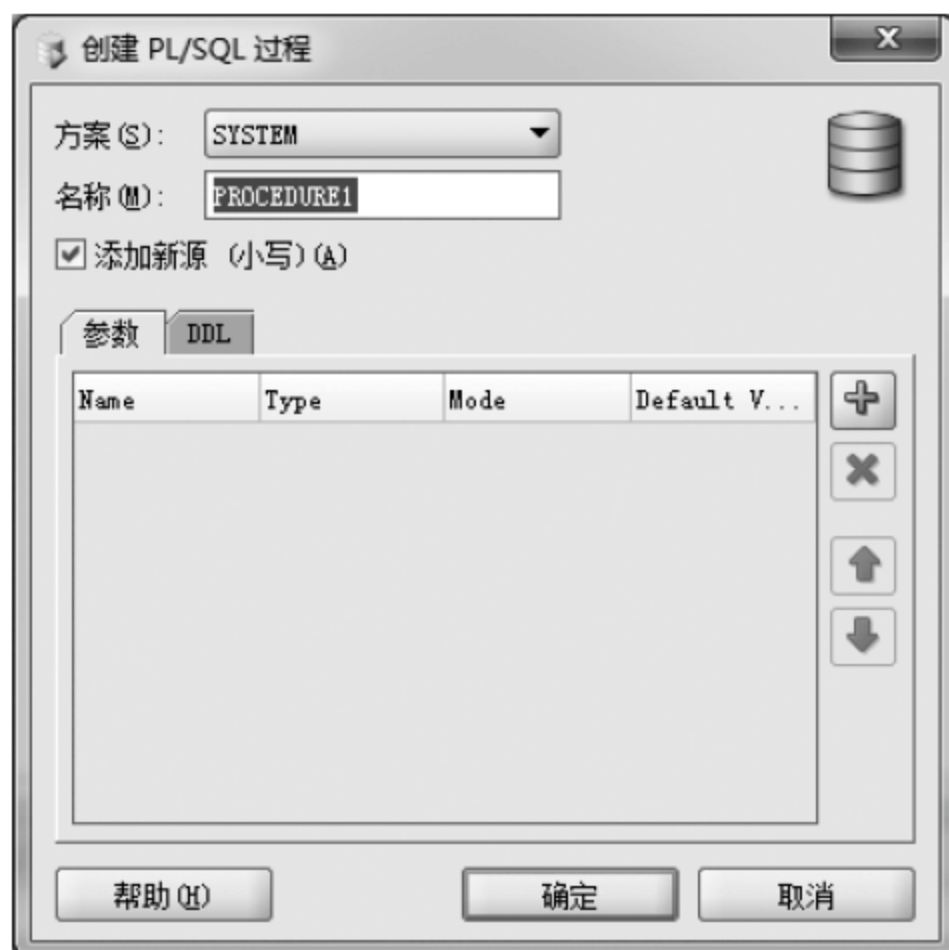 创建 PL/SQL 过程
方案(S): SYSTEM
名称(M): PROCEDURE1
添加新源 (小写)(A)
参数 DDL
Name Type Mode Default V...
帮助(H) 确定 取消